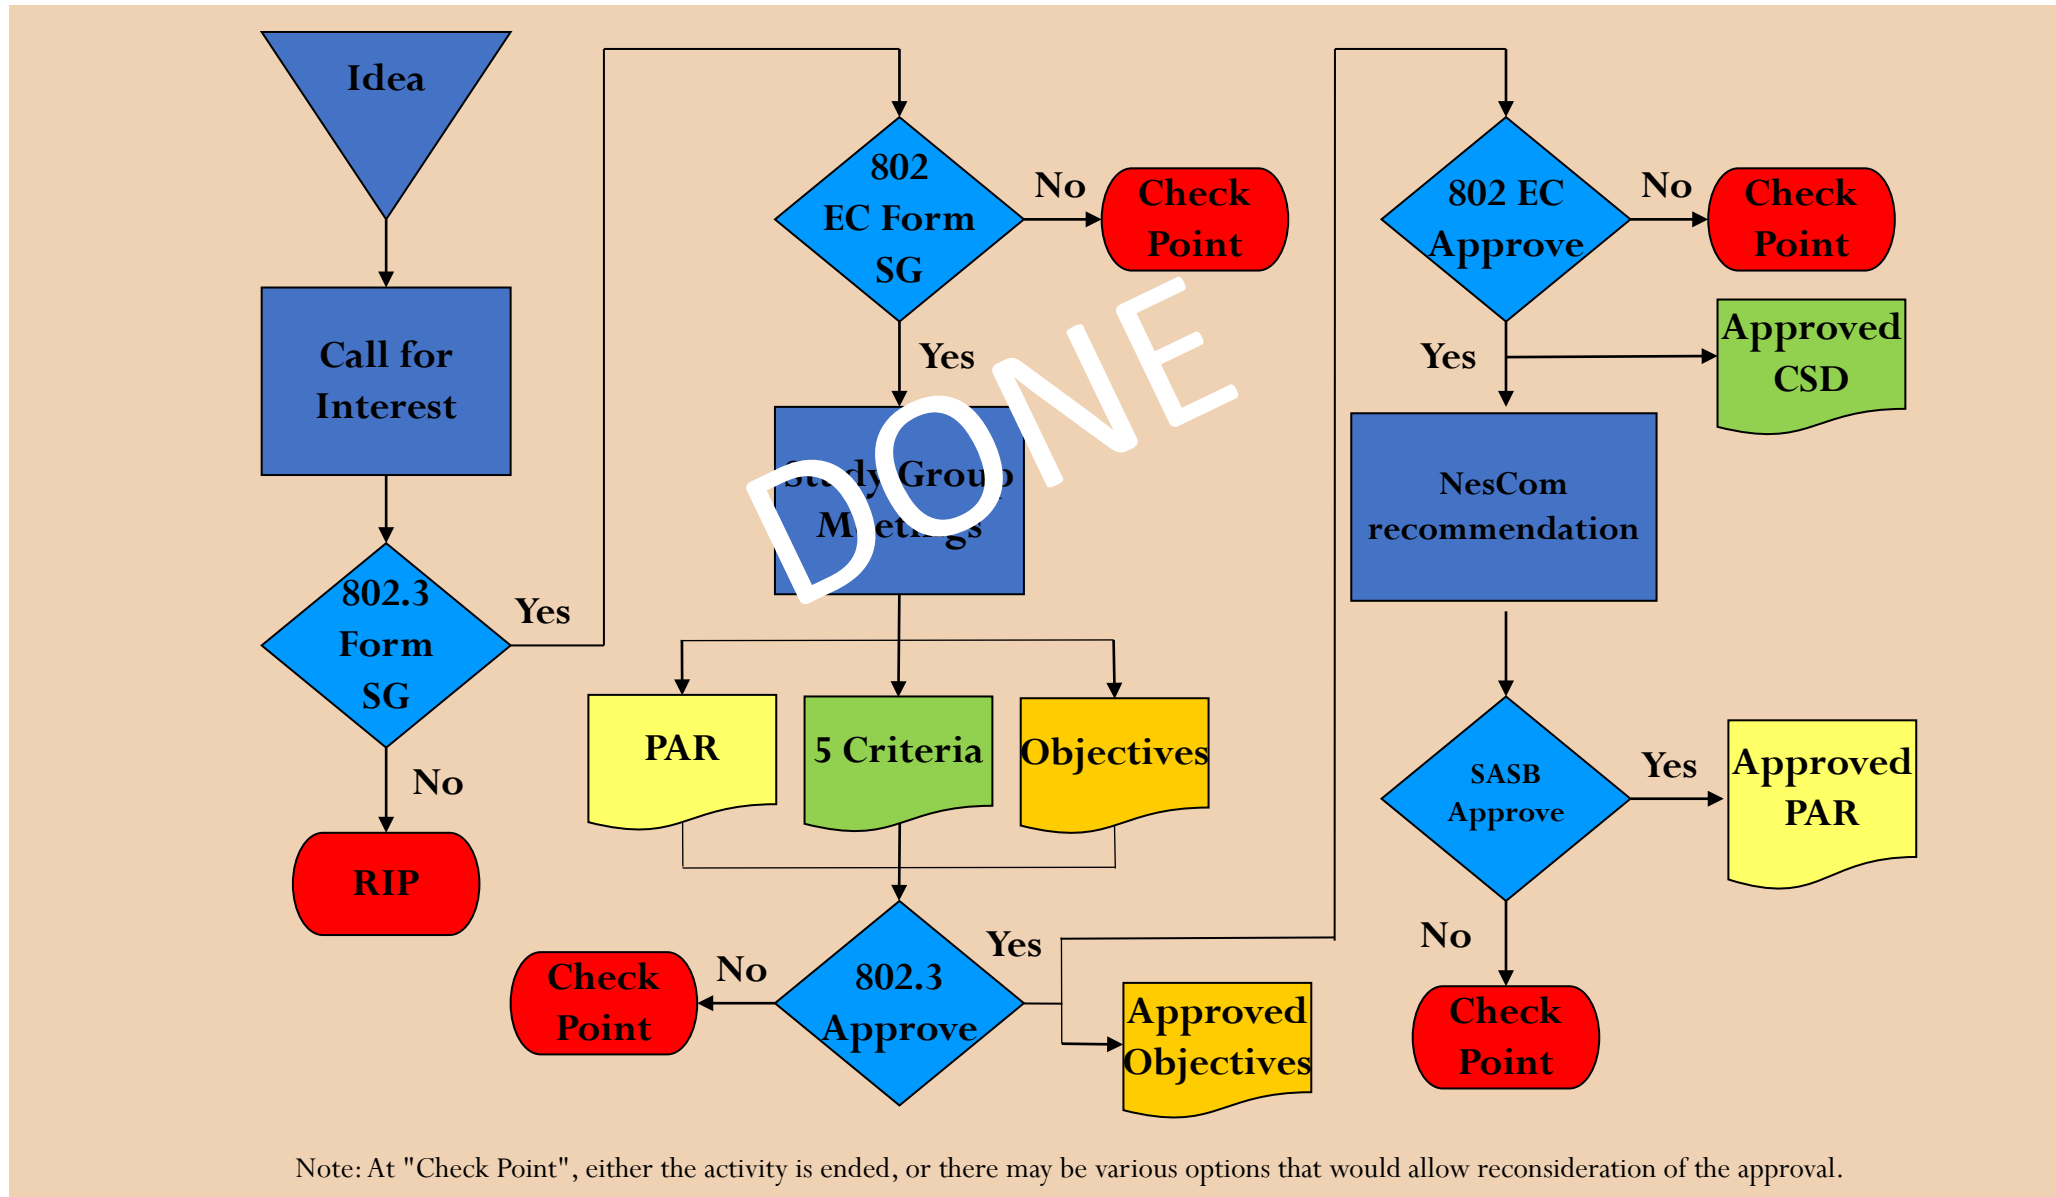 Idea
Call for
Interest
802.3
Form
SG
Yes
No
RIP
802
EC Form
SG
No
Check
Point
Yes
Study Group
Meetings
DONE
PAR
5 Criteria
Objectives
802.3
Approve
No
Check
Point
Yes
Approved
Objectives
802 EC
Approve
No
Check
Point
Yes
Approved
CSD
NesCom
recommendation
SASB
Approve
Yes
Approved
PAR
No
Check
Point
Note: At "Check Point", either the activity is ended, or there may be various options that would allow reconsideration of the approval.